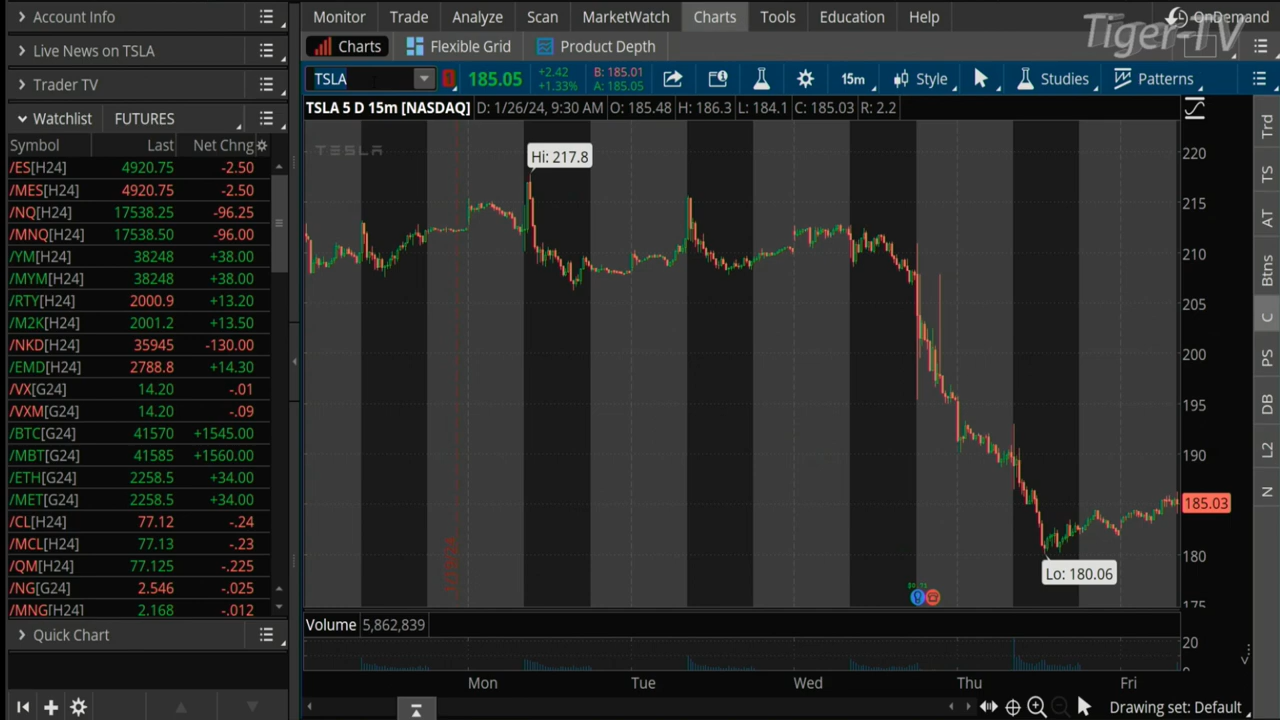 Account Info
Live News on TSLA
Trader TV
Watchlist FUTURES
Symbol Last Net Chng
/ES[H24] 4920.75 -2.50
/MES[H24] 4920.75 -2.50
/NQ[H24] 17538.25 -96.25
/MNQ[H24] 17538.50 -96.00
/YM[H24] 38248 +38.00
/MYM[H24] 38248 +38.00
/RTY[H24] 2000.9 +13.20
/M2K[H24] 2001.2 +13.50
/NKD[H24] 35945 -130.00
/EMD[H24] 2788.8 +14.30
/VX[G24] 14.20 -.01
/VXM[G24] 14.20 -.09
/BTC[G24] 41570 +1545.00
/MBT[G24] 41585 +1560.00
/ETH[G24] 2258.5 +34.00
/MET[G24] 2258.5 +34.00
/CL[H24] 77.12 -.24
/MCL[H24] 77.13 -.23
/QM[H24] 77.125 -.225
/NG[G24] 2.546 -.025
/MNG[H24] 2.168 -.012
Quick Chart
Monitor Trade Analyze Scan MarketWatch Charts Tools Education Help OnDemand
Tiger-TV
Charts Flexible Grid Product Depth
TSLA 185.05 +2.42 B: 185.01
+1.33% A: 185.05
15m Style Studies Patterns
TSLA 5 D 15m [NASDAQ] D: 1/26/24, 9:30 AM O: 185.48 H: 186.3 L: 184.1 C: 185.03 R: 2.2
TESLA
Hi: 217.8
220
215
210
205
200
195
190
185.03
180
175
Lo: 180.06
Volume 5,862,839
20
0
Mon Tue Wed Thu Fri
Drawing set: Default
Trd
TS
AT
Btns
C
PS
DB
L2
N